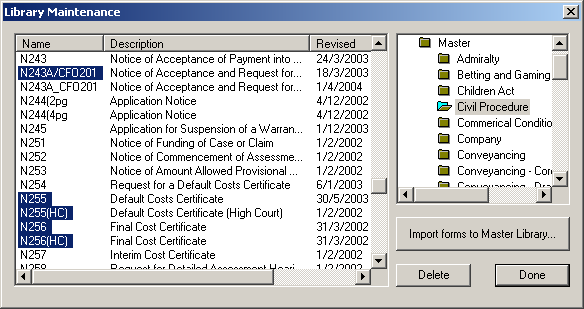 Library Maintenance
Name Description Revised
N243 Notice of Acceptance of Payment into ... 24/3/2003
N243A/CFO201 Notice of Acceptance and Request for... 18/3/2003
N243A_CFO201 Notice of Acceptance and Request for... 1/4/2004
N244(2pg Application Notice 4/12/2002
N244(4pg Application Notice 4/12/2002
N245 Application for Suspension of a Warran... 1/12/2003
N251 Notice of Funding of Case or Claim 1/2/2002
N252 Notice of Commencement of Assessme... 1/2/2002
N253 Notice of Amount Allowed Provisional ... 1/2/2002
N254 Request for a Default Costs Certificate 6/1/2003
N255 Default Costs Certificate 30/5/2003
N255(HC) Default Costs Certificate (High Court) 1/2/2002
N256 Final Cost Certificate 31/3/2002
N256(HC) Final Cost Certificate 31/3/2002
N257 Interim Cost Certificate 1/2/2002
N258 Request for Detailed Assessment Heari... 1/2/2002
Master
Admiralty
Betting and Gaming
Children Act
Civil Procedure
Commerical Conditio
Company
Conveyancing
Conveyancing - Cor
Conveyancing - Dra
Import forms to Master Library...
Delete Done